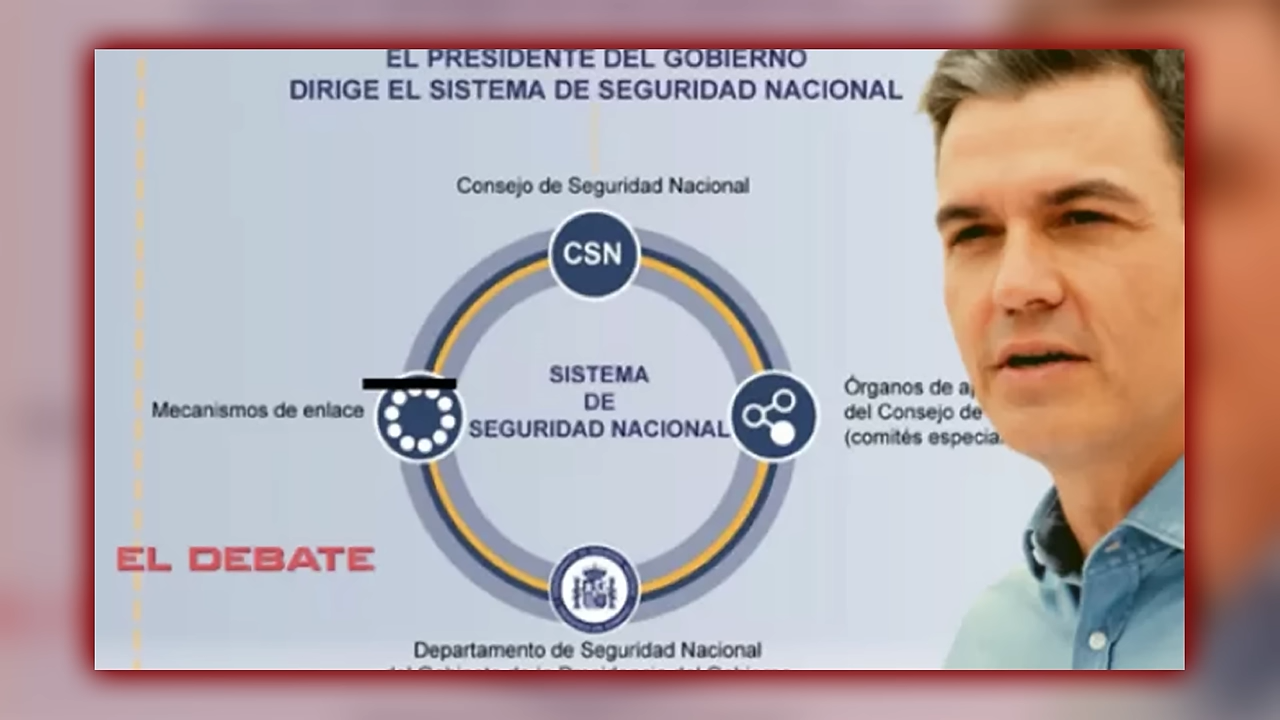 EL PRESIDENTE DEL GOBIERNO
DIRIGE EL SISTEMA DE SEGURIDAD NACIONAL
Consejo de Seguridad Nacional
CSN
SISTEMA
DE
SEGURIDAD NACIONAL
Mecanismos de enlace
Órganos de
del Consejo de
(comités
EL DEBATE
Departamento de Seguridad Nacional